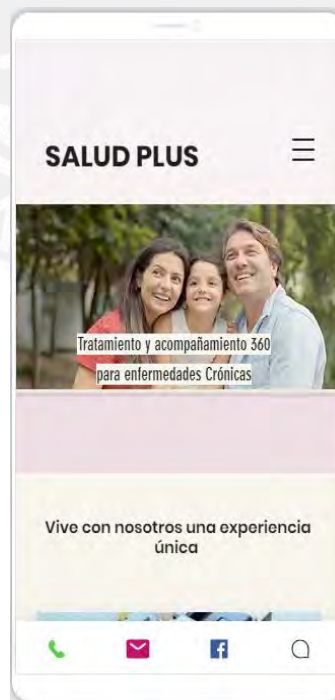 SALUD PLUS
Tratamiento y acompañamiento 360
para enfermedades Crónicas
Vive con nosotros una experiencia
única